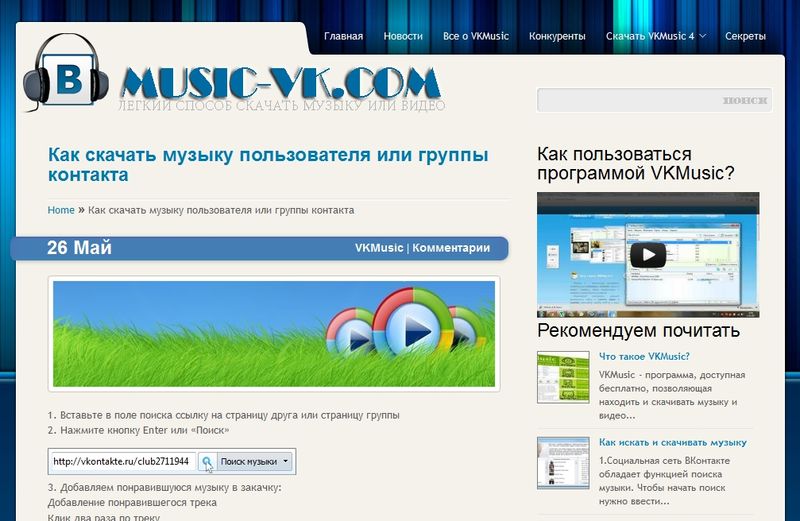 Главная Новости Все о VKMusic Конкуренты Скачать VKMusic 4 Секреты
B MUSIC-VK.COM
ЛЕГКИЙ СПОСОБ СКАЧАТЬ МУЗЫКУ ИЛИ ВИДЕО
поиск
Как скачать музыку пользователя или группы
контакта
Home » Как скачать музыку пользователя или группы контакта
26 Май VKMusic | Комментарии
1. Вставьте в поле поиска ссылку на страницу друга или страницу группы
2. Нажмите кнопку Enter или «Поиск»
http://vkontakte.ru/club2711944 Поиск музыки
3. Добавляем понравившуюся музыку в закачку:
Добавление понравившегося трека
Клик два раза по треку
Как пользоваться
программой VKMusic?
Рекомендуем почитать
Что такое VKMusic?
VKMusic - программа, доступная
бесплатно, позволяющая
находить и скачивать музыку и
видео...
Как искать и скачивать музыку
1.Социальная сеть ВКонтакте
обладает функцией поиска
музыки. Чтобы начать поиск
нужно ввести...